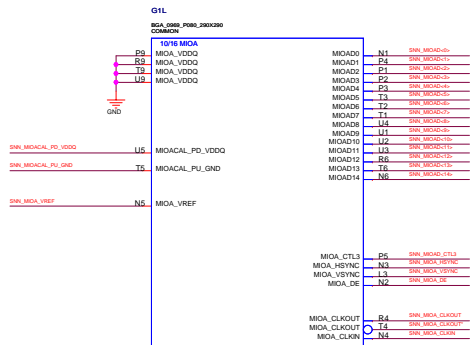 G1L
BGA_0969_P080_290X290
COMMON
10/16 MIOA
P9 MIOA_VDDQ
R9 MIOA_VDDQ
T9 MIOA_VDDQ
U9 MIOA_VDDQ
GND
SNN_MIOACAL_PD_VDDQ U5 MIOACAL_PD_VDDQ
SNN_MIOACAL_PU_GND T5 MIOACAL_PU_GND
SNN_MIOA_VREF N5 MIOA_VREF
MIOAD0 N1 SNN_MIOAD<0>
MIOAD1 P4 SNN_MIOAD<1>
MIOAD2 P1 SNN_MIOAD<2>
MIOAD3 P2 SNN_MIOAD<3>
MIOAD4 P3 SNN_MIOAD<4>
MIOAD5 T3 SNN_MIOAD<5>
MIOAD6 T2 SNN_MIOAD<6>
MIOAD7 T1 SNN_MIOAD<7>
MIOAD8 U4 SNN_MIOAD<8>
MIOAD9 U1 SNN_MIOAD<9>
MIOAD10 U2 SNN_MIOAD<10>
MIOAD11 U3 SNN_MIOAD<11>
MIOAD12 R6 SNN_MIOAD<12>
MIOAD13 T6 SNN_MIOAD<13>
MIOAD14 N6 SNN_MIOAD<14>
MIOA_CTL3 P5 SNN_MIOAD_CTL3
MIOA_HSYNC N3 SNN_MIOA_HSYNC
MIOA_VSYNC L3 SNN_MIOA_VSYNC
MIOA_DE N2 SNN_MIOA_DE
MIOA_CLKOUT R4 SNN_MIOA_CLKOUT
MIOA_CLKOUT T4 SNN_MIOA_CLKOUT*
MIOA_CLKIN N4 SNN_MIOA_CLKIN